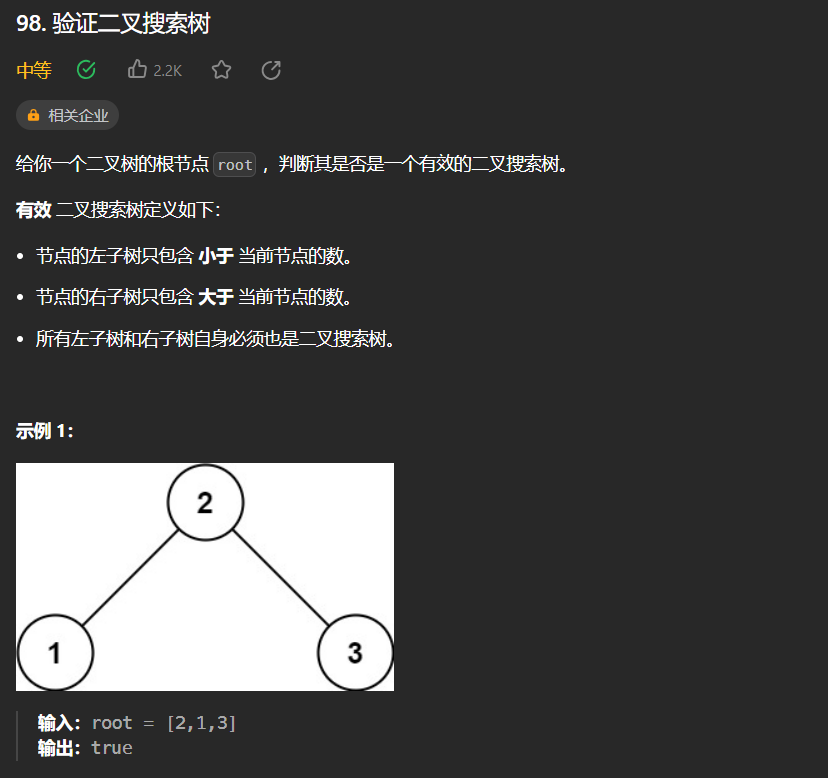 98. 验证二叉搜索树
中等 2.2K
相关企业
给你一个二叉树的根节点 root ，判断其是否是一个有效的二叉搜索树。
有效 二叉搜索树定义如下：
• 节点的左子树只包含 小于 当前节点的数。
• 节点的右子树只包含 大于 当前节点的数。
• 所有左子树和右子树自身必须也是二叉搜索树。
示例 1：
2
1 3
输入：root = [2,1,3]
输出：true